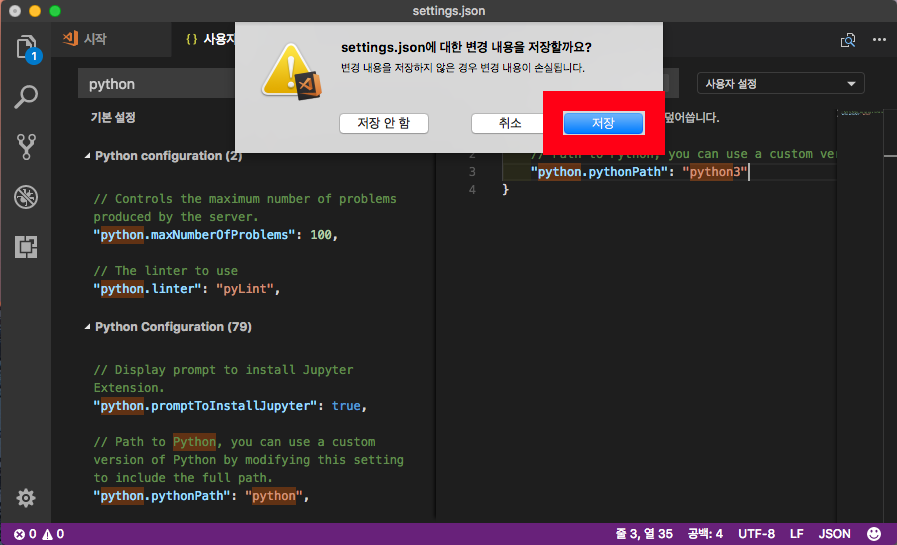 settings.json
시작
{ } 사용자
settings.json에 대한 변경 내용을 저장할까요?
변경 내용을 저장하지 않은 경우 변경 내용이 손실됩니다.
저장 안 함
취소
저장
1
python
사용자 설정
기본 설정
덮어씁니다.
Python configuration (2)
// Controls the maximum number of problems
produced by the server.
"python.maxNumberOfProblems": 100,
// The linter to use
"python.linter": "pyLint",
Python Configuration (79)
// Display prompt to install Jupyter
Extension.
"python.promptToInstallJupyter": true,
// Path to Python, you can use a custom
version of Python by modifying this setting
to include the full path.
"python.pythonPath": "python",
2 // Path to Python, you can use a custom ver
3 "python.pythonPath": "python3"
4 }
0 0
줄 3, 열 35 공백: 4 UTF-8 LF JSON